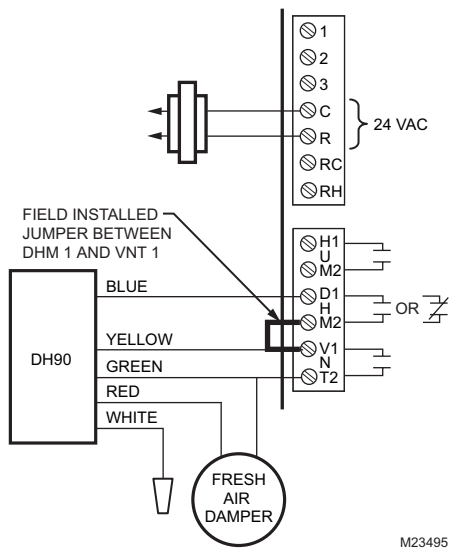 1
2
3
C
R
24 VAC
RC
RH
FIELD INSTALLED
JUMPER BETWEEN
DHM 1 AND VNT 1
H1
U
M2
BLUE
D1
H
M2
OR
YELLOW
V1
N
T2
DH90
GREEN
RED
WHITE
FRESH
AIR
DAMPER
M23495